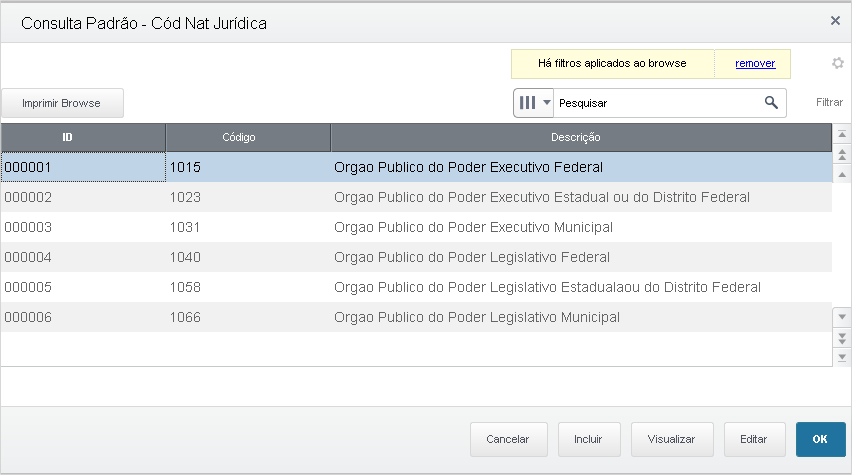 Consulta Padrão - Cód Nat Jurídica
Há filtros aplicados ao browse remover
Imprimir Browse Pesquisar Filtrar
ID Código Descrição
000001 1015 Orgao Publico do Poder Executivo Federal
000002 1023 Orgao Publico do Poder Executivo Estadual ou do Distrito Federal
000003 1031 Orgao Publico do Poder Executivo Municipal
000004 1040 Orgao Publico do Poder Legislativo Federal
000005 1058 Orgao Publico do Poder Legislativo Estadualaou do Distrito Federal
000006 1066 Orgao Publico do Poder Legislativo Municipal
Cancelar Incluir Visualizar Editar OK